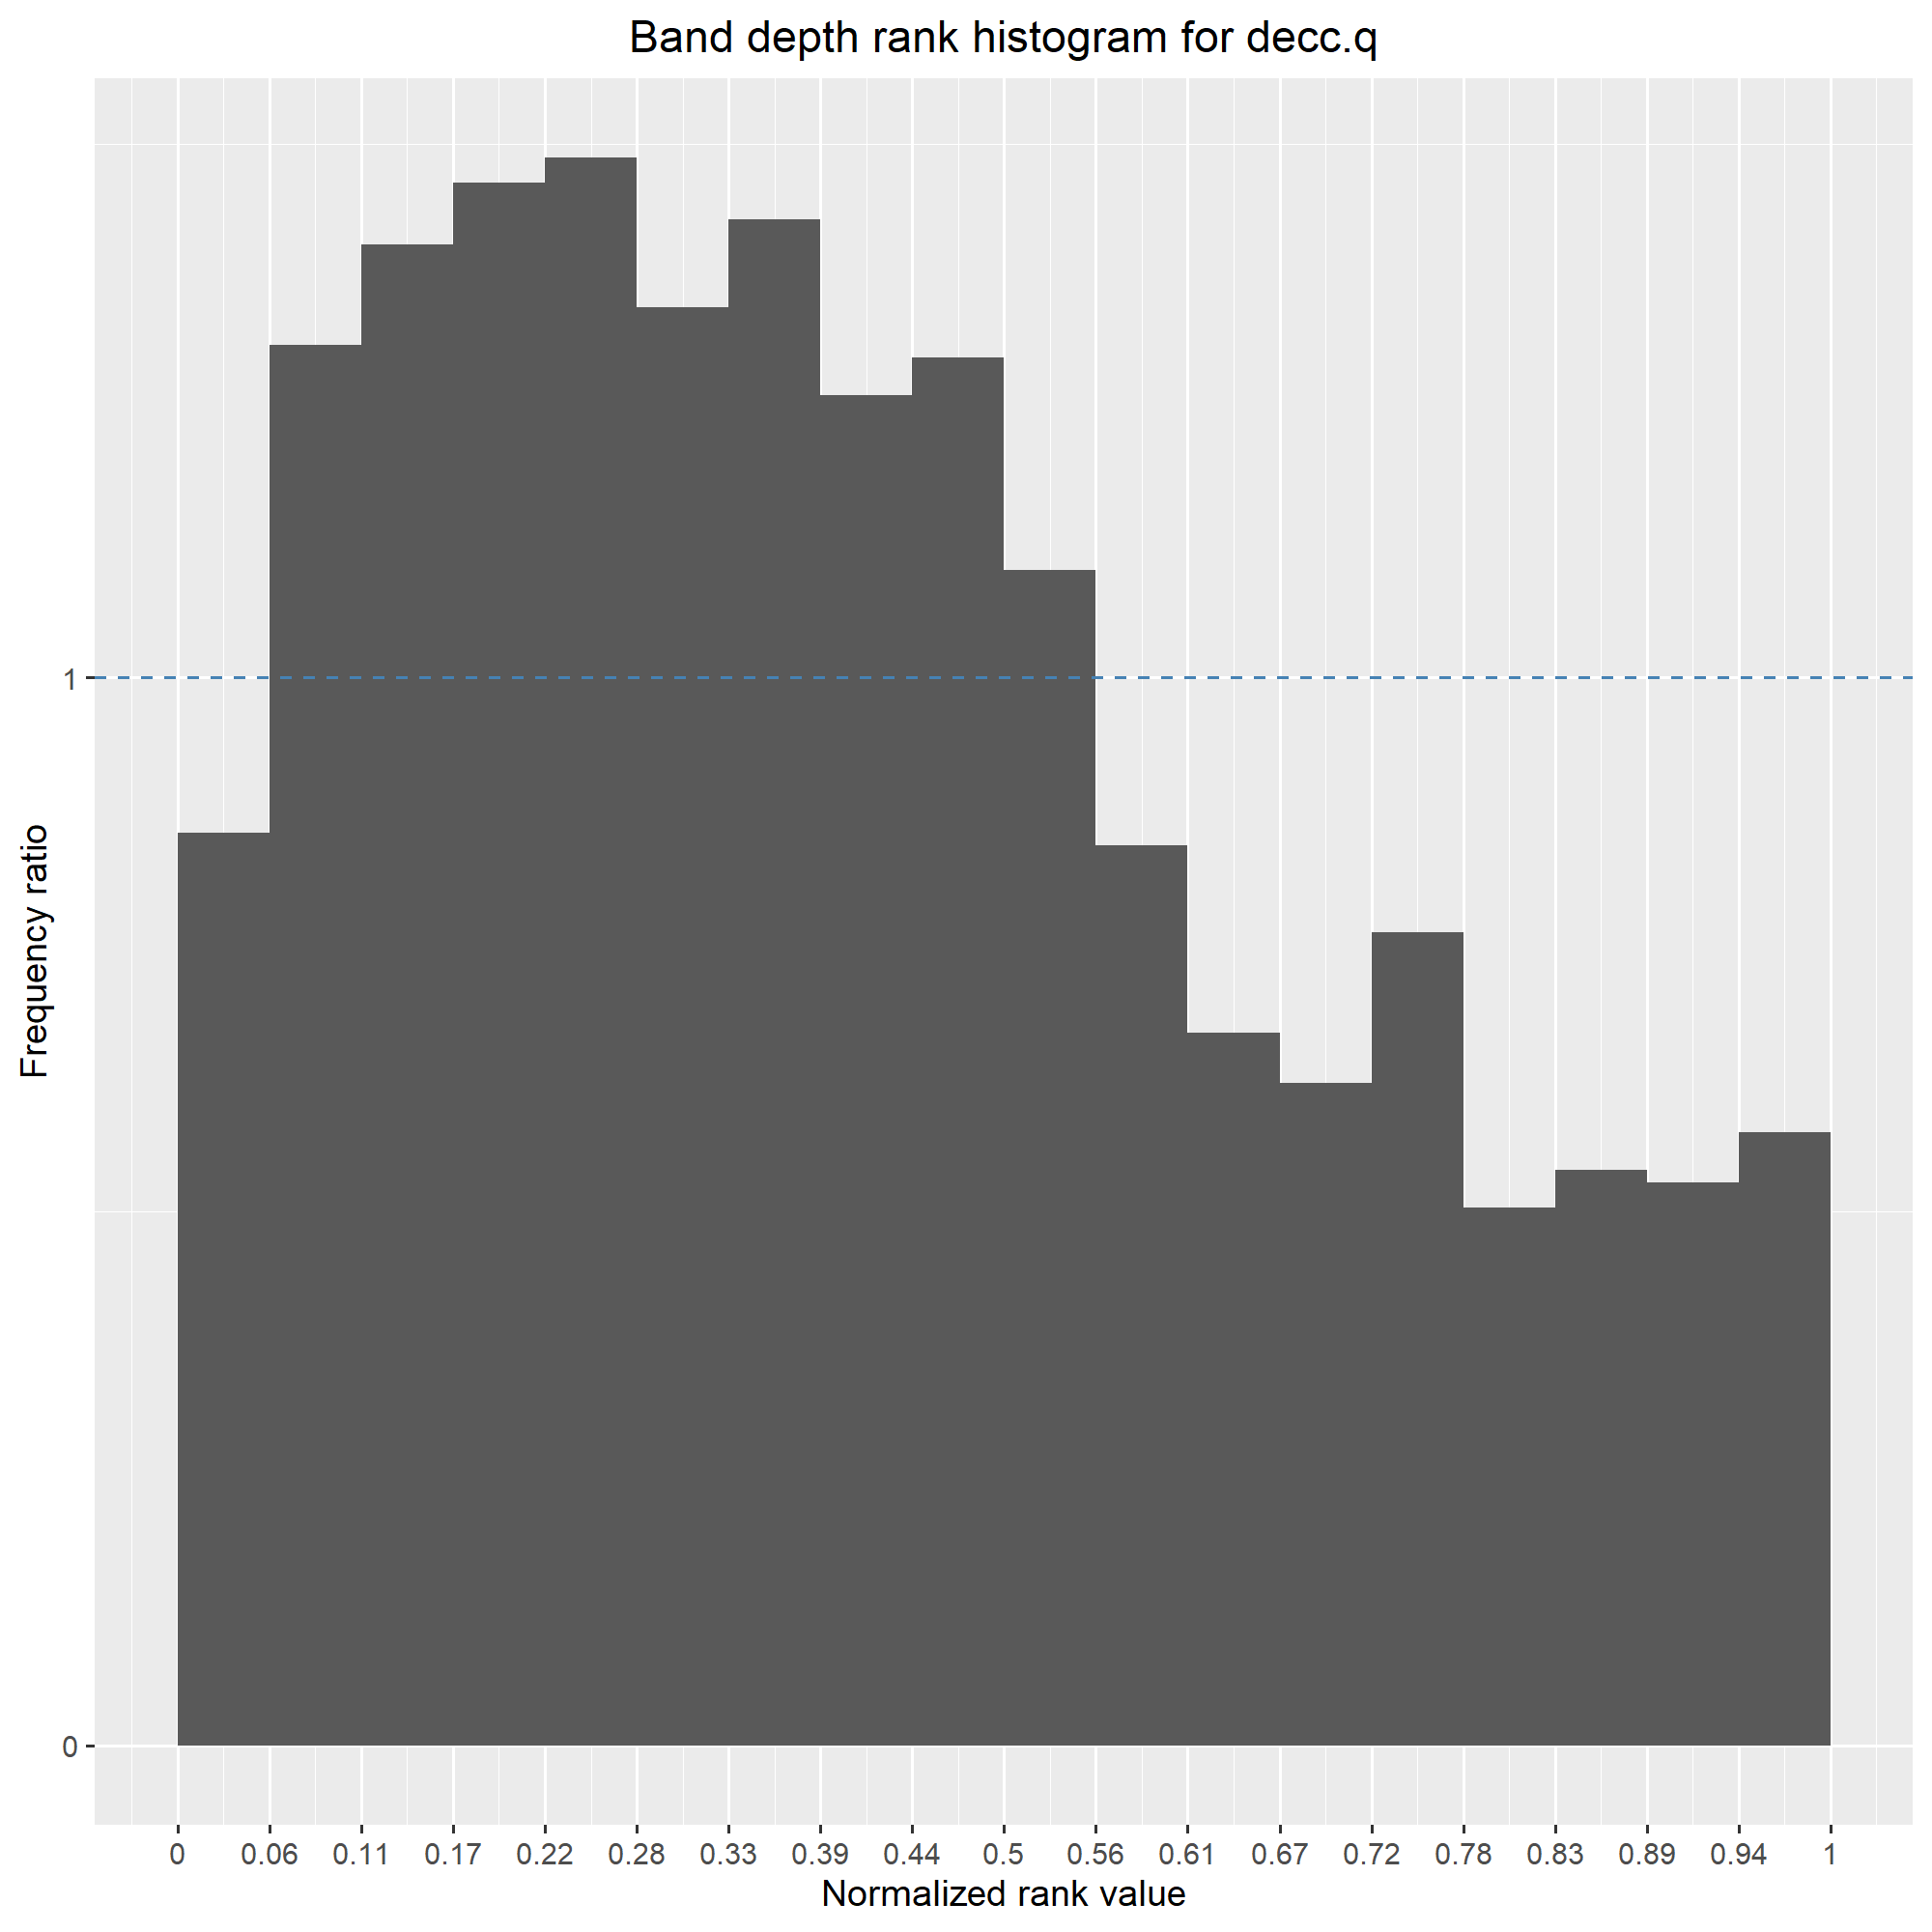 Band depth rank histogram for decc.q
Frequency ratio
1
0
0 0.06 0.11 0.17 0.22 0.28 0.33 0.39 0.44 0.5 0.56 0.61 0.67 0.72 0.78 0.83 0.89 0.94 1
Normalized rank value